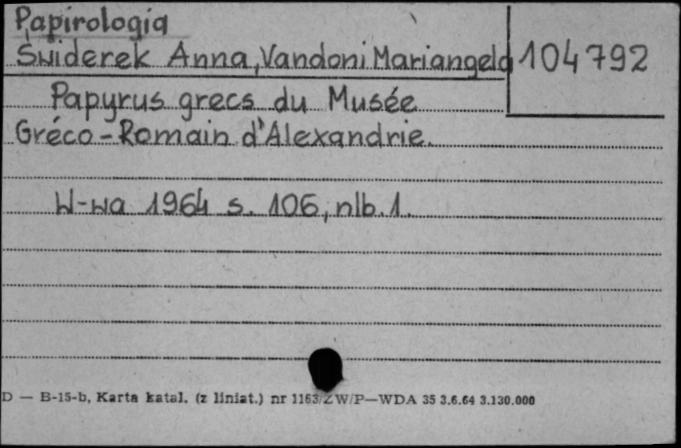 Papirologia
Świderek Anna, Vandoni Mariangela
104792
Papyrus grecs du Musée
Gréco-Romain d'Alexandrie.
W-wa 1964 s. 106, nlb. 1.
D — B-15-b, Karta katal. (z liniat.) nr 1163/ZW/P—WDA 35 3.6.64 3.130.000